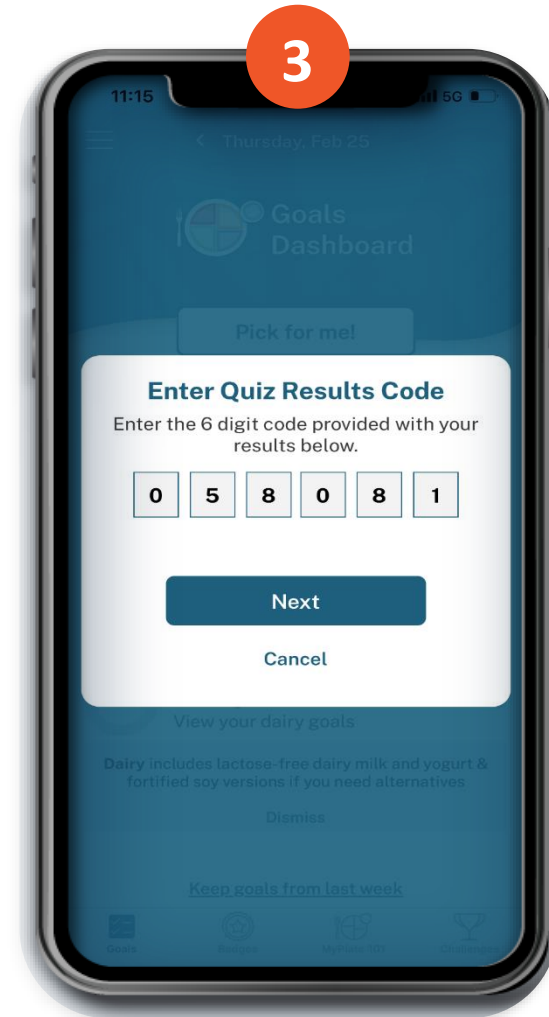 3
11:15
5G
< Thursday, Feb 25
Goals
Dashboard
Pick for me!
Enter Quiz Results Code
Enter the 6 digit code provided with your
results below.
0 5 8 0 8 1
Next
Cancel
View your dairy goals
Dairy includes lactose-free dairy milk and yogurt &
fortified soy versions if you need alternatives
Dismiss
Keep goals from last week
Goals Badges MyPlate 101 Challenges